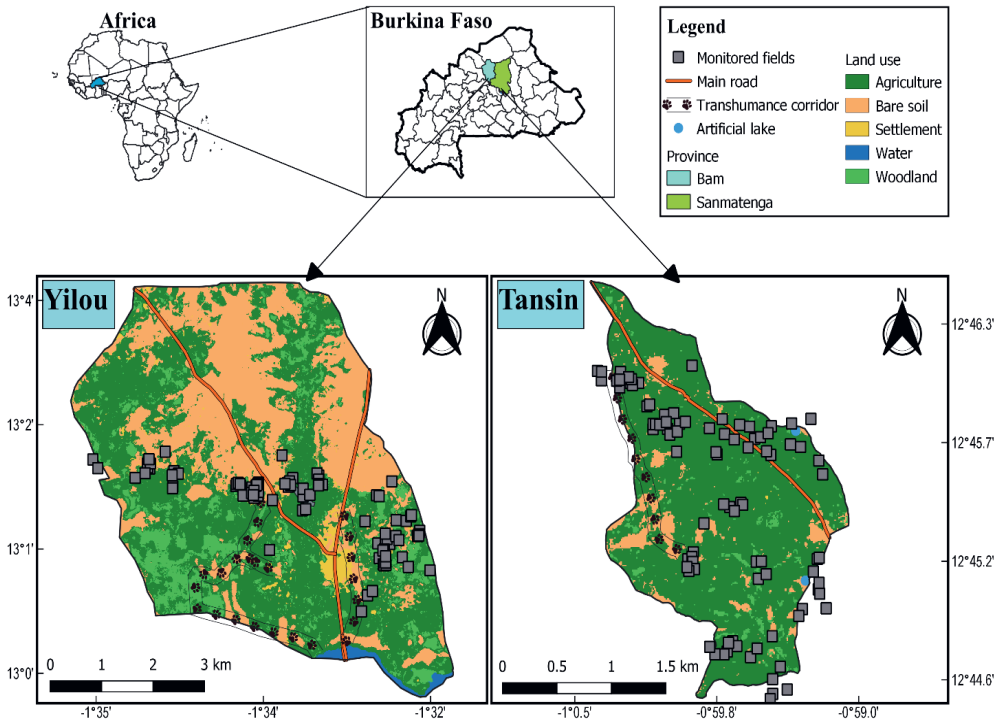 Africa
Burkina Faso
Legend
Monitored fields
Main road
Transhumance corridor
Artificial lake
Province
Bam
Sanmatenga
Land use
Agriculture
Bare soil
Settlement
Water
Woodland
Yilou
N
13°4'
13°2'
13°1'
13°0'
0 1 2 3 km
-1°35 -1°34 -1°32
Tansin
N
12°46.3'
12°45.7'
12°45.2'
12°44.6'
0 0.5 1 1.5 km
-1°0.5 -0°59.8 -0°59.0